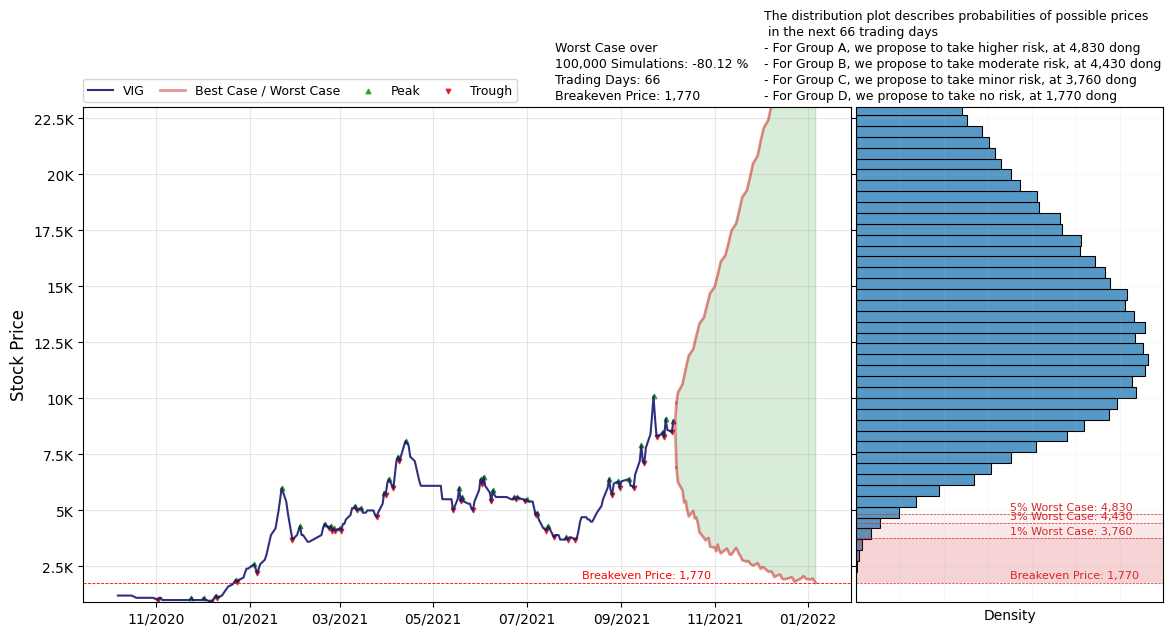 The distribution plot describes probabilities of possible prices
in the next 66 trading days
- For Group A, we propose to take higher risk, at 4,830 dong
- For Group B, we propose to take moderate risk, at 4,430 dong
- For Group C, we propose to take minor risk, at 3,760 dong
- For Group D, we propose to take no risk, at 1,770 dong
Worst Case over
100,000 Simulations: -80.12 %
Trading Days: 66
Breakeven Price: 1,770
VIG
Best Case / Worst Case
Peak
Trough
Stock Price
22.5K
20K
17.5K
15K
12.5K
10K
7.5K
5K
2.5K
Breakeven Price: 1,770
11/2020
01/2021
03/2021
05/2021
07/2021
09/2021
11/2021
01/2022
5% Worst Case: 4,830
3% Worst Case: 4,430
1% Worst Case: 3,760
Breakeven Price: 1,770
Density